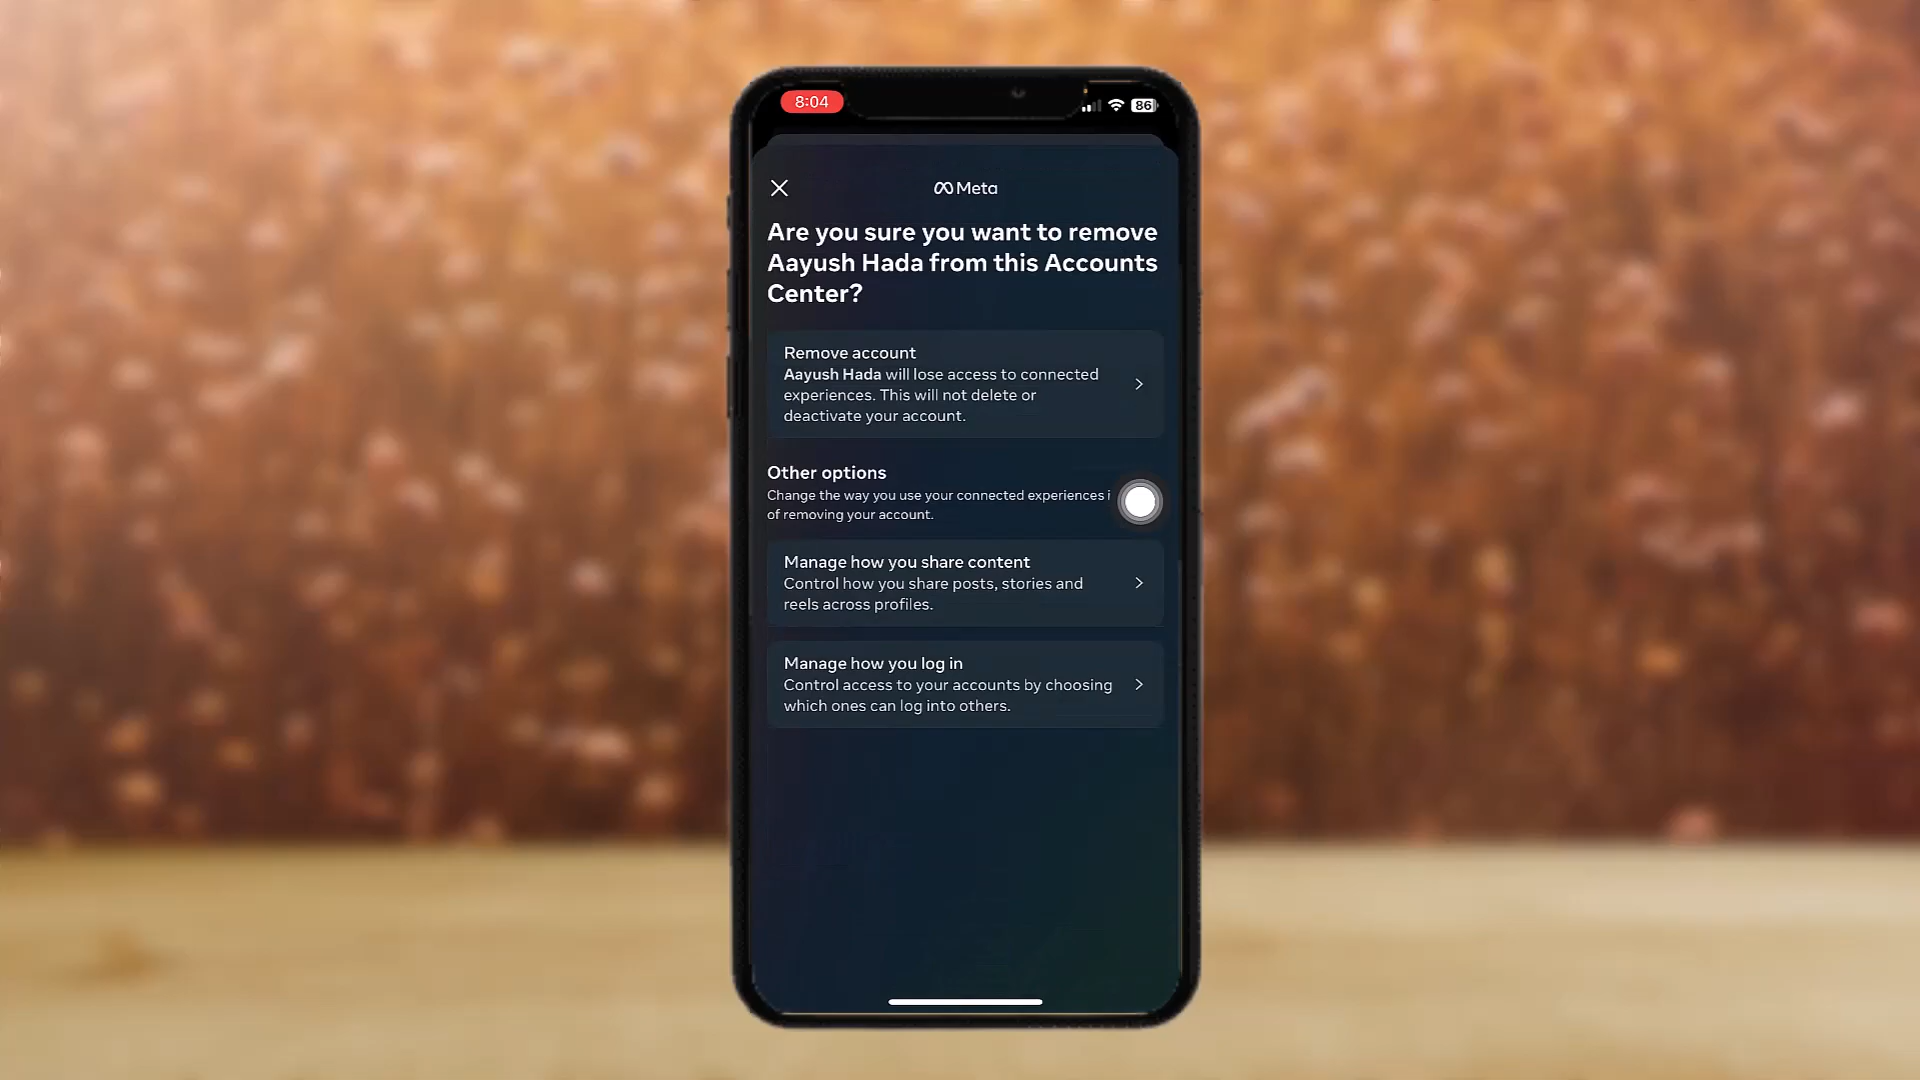 8:04
86
Meta
Are you sure you want to remove
Aayush Hada from this Accounts
Center?
Remove account
Aayush Hada will lose access to connected
experiences. This will not delete or
deactivate your account.
Other options
Change the way you use your connected experiences
of removing your account.
Manage how you share content
Control how you share posts, stories and
reels across profiles.
Manage how you log in
Control access to your accounts by choosing
which ones can log into others.